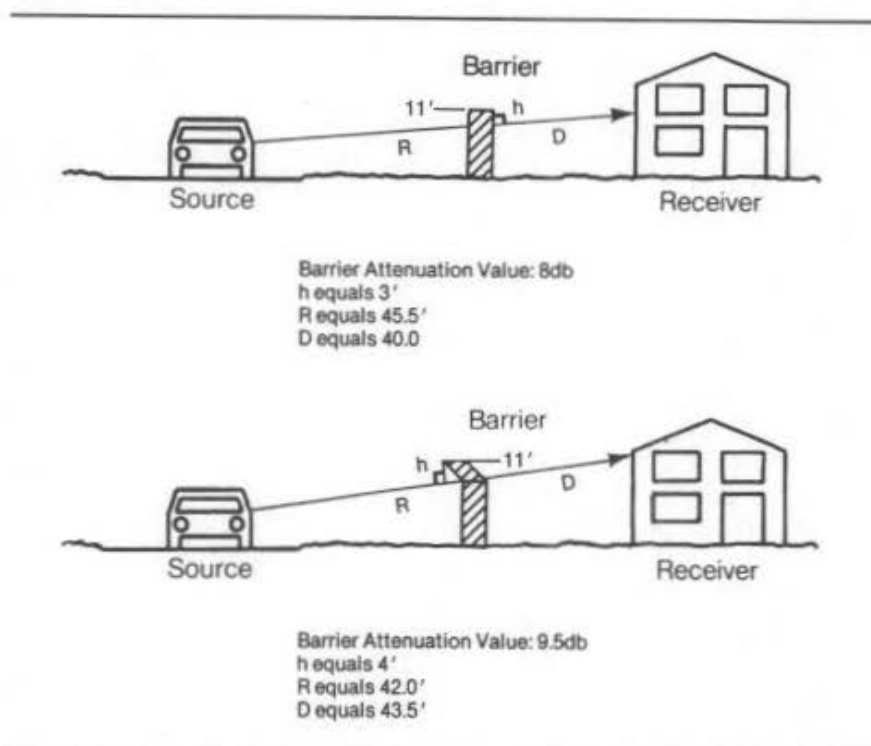 Barrier
11′
h
R
D
Source
Receiver
Barrier Attenuation Value: 8db
h equals 3′
R equals 45.5′
D equals 40.0
Barrier
h
11′
R
D
Source
Receiver
Barrier Attenuation Value: 9.5db
h equals 4′
R equals 42.0′
D equals 43.5′